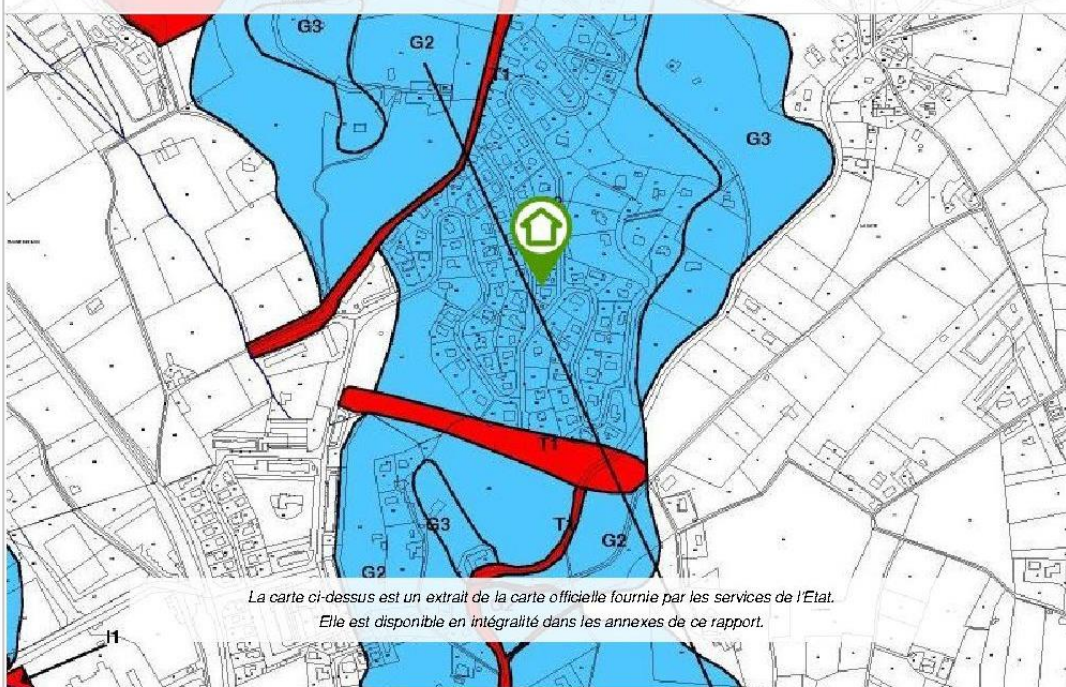 G3
G2
T1
G3
T1
G3
T1
G2
G2
La carte ci-dessus est un extrait de la carte officielle fournie par les services de l'État.
Elle est disponible en intégralité dans les annexes de ce rapport.
I1